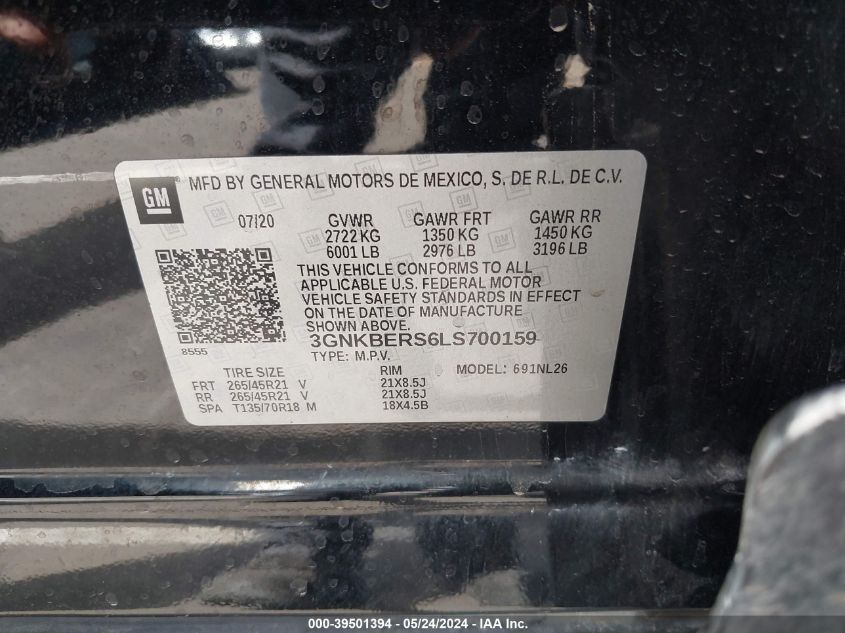 GM
® MFD BY GENERAL MOTORS DE MEXICO, S. DE R.L. DE C.V.
07/20 GVWR GAWR FRT GAWR RR
2722 KG 1350 KG 1450 KG
6001 LB 2976 LB 3196 LB
THIS VEHICLE CONFORMS TO ALL
APPLICABLE U.S. FEDERAL MOTOR
VEHICLE SAFETY STANDARDS IN EFFECT
ON THE DATE OF MANUFACTURE
SHOWN ABOVE.
8555
3GNKBERS6LS700159
TYPE: M.P.V. MODEL: 691NL26
TIRE SIZE RIM
FRT 265/45R21 V 21X8.5J
RR 265/45R21 V 21X8.5J
SPA T135/70R18 M 18X4.5B
000-39501394 - 05/24/2024 - IAA Inc.